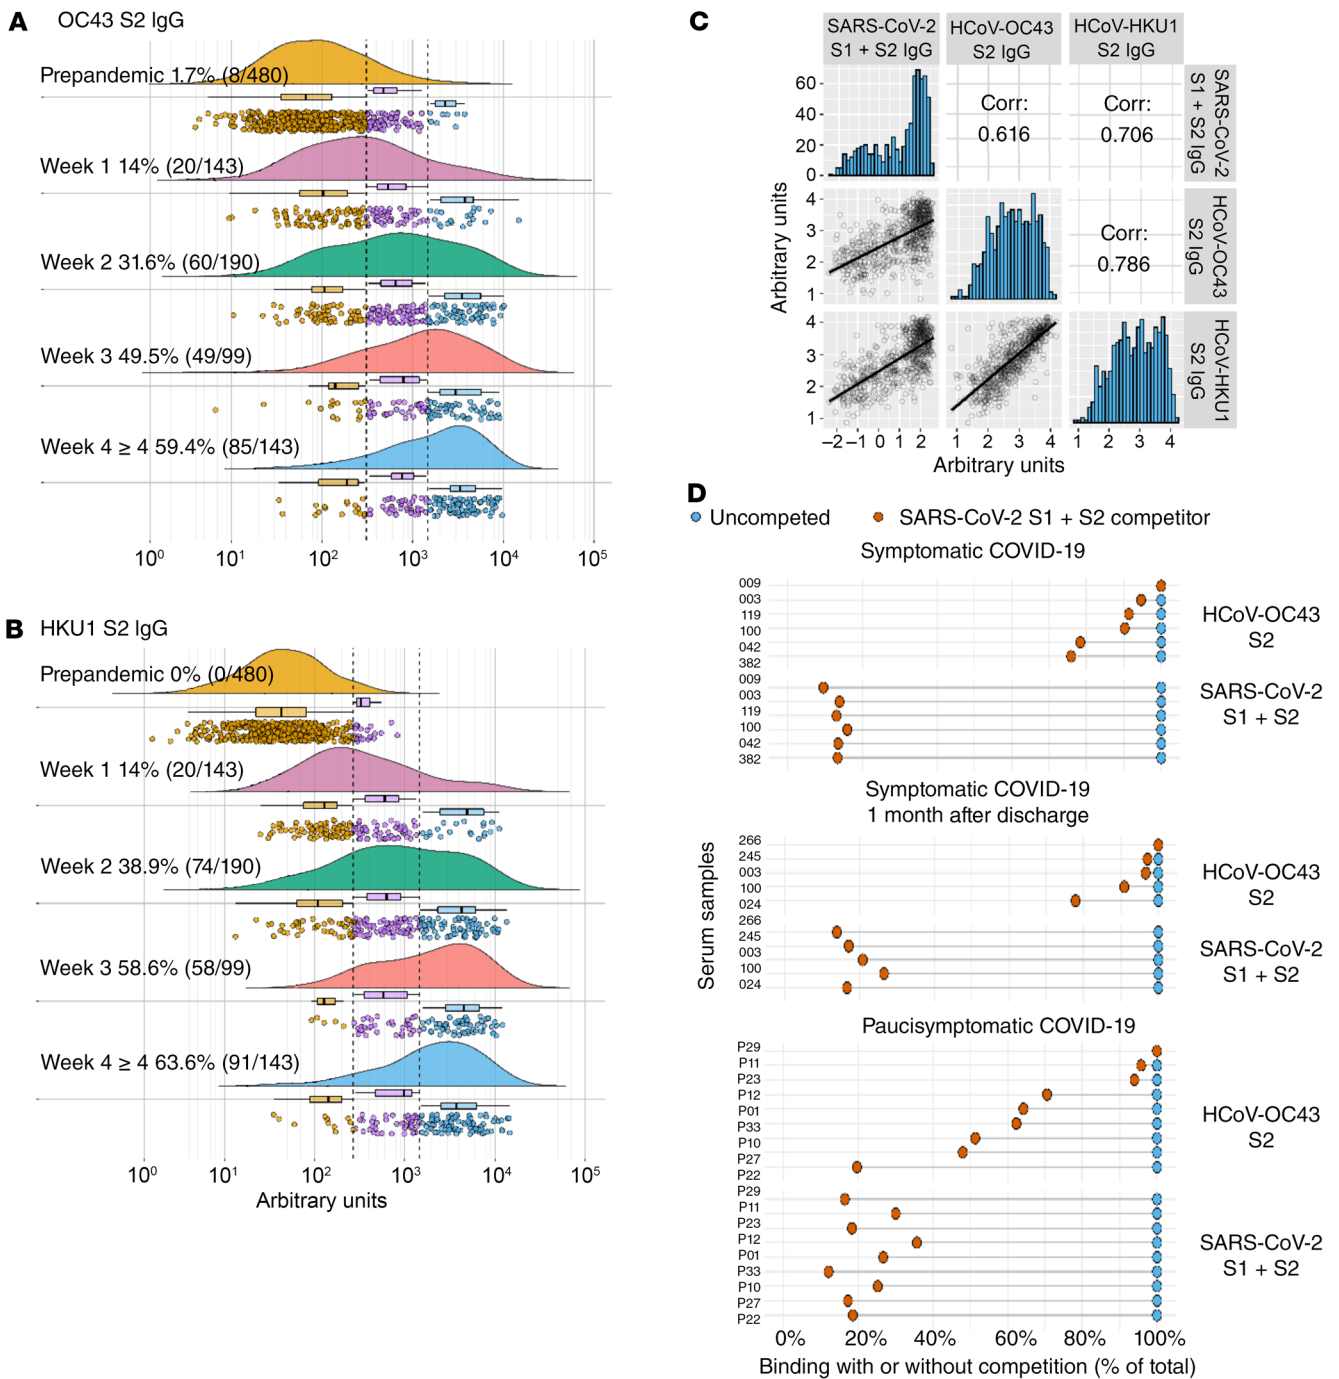 A
OC43 S2 IgG
Prepandemic 1.7% (8/480)
Week 1 14% (20/143)
Week 2 31.6% (60/190)
Week 3 49.5% (49/99)
Week 4 ≥ 4 59.4% (85/143)
10⁰ 10¹ 10² 10³ 10⁴ 10⁵
B
HKU1 S2 IgG
Prepandemic 0% (0/480)
Week 1 14% (20/143)
Week 2 38.9% (74/190)
Week 3 58.6% (58/99)
Week 4 ≥ 4 63.6% (91/143)
10⁰ 10¹ 10² 10³ 10⁴ 10⁵
Arbitrary units
C
SARS-CoV-2
S1 + S2 IgG
HCoV-OC43
S2 IgG
HCoV-HKU1
S2 IgG
60
40
20
0
Corr:
0.616
Corr:
0.706
SARS-CoV-2
S1 + S2 IgG
4
3
2
1
Corr:
0.786
HCoV-OC43
S2 IgG
4
3
2
1
HCoV-HKU1
S2 IgG
Arbitrary units
−2 −1 0 1 2 1 2 3 4 1 2 3 4
Arbitrary units
D
Uncompeted SARS-CoV-2 S1 + S2 competitor
Symptomatic COVID-19
009
003
119
100
042
382
HCoV-OC43
S2
009
003
119
100
042
382
SARS-CoV-2
S1 + S2
Symptomatic COVID-19
1 month after discharge
266
245
003
100
024
HCoV-OC43
S2
266
245
003
100
024
SARS-CoV-2
S1 + S2
Serum samples
Paucisymptomatic COVID-19
P29
P11
P23
P12
P01
P33
P10
P27
P22
HCoV-OC43
S2
P29
P11
P23
P12
P01
P33
P10
P27
P22
SARS-CoV-2
S1 + S2
0% 20% 40% 60% 80% 100%
Binding with or without competition (% of total)